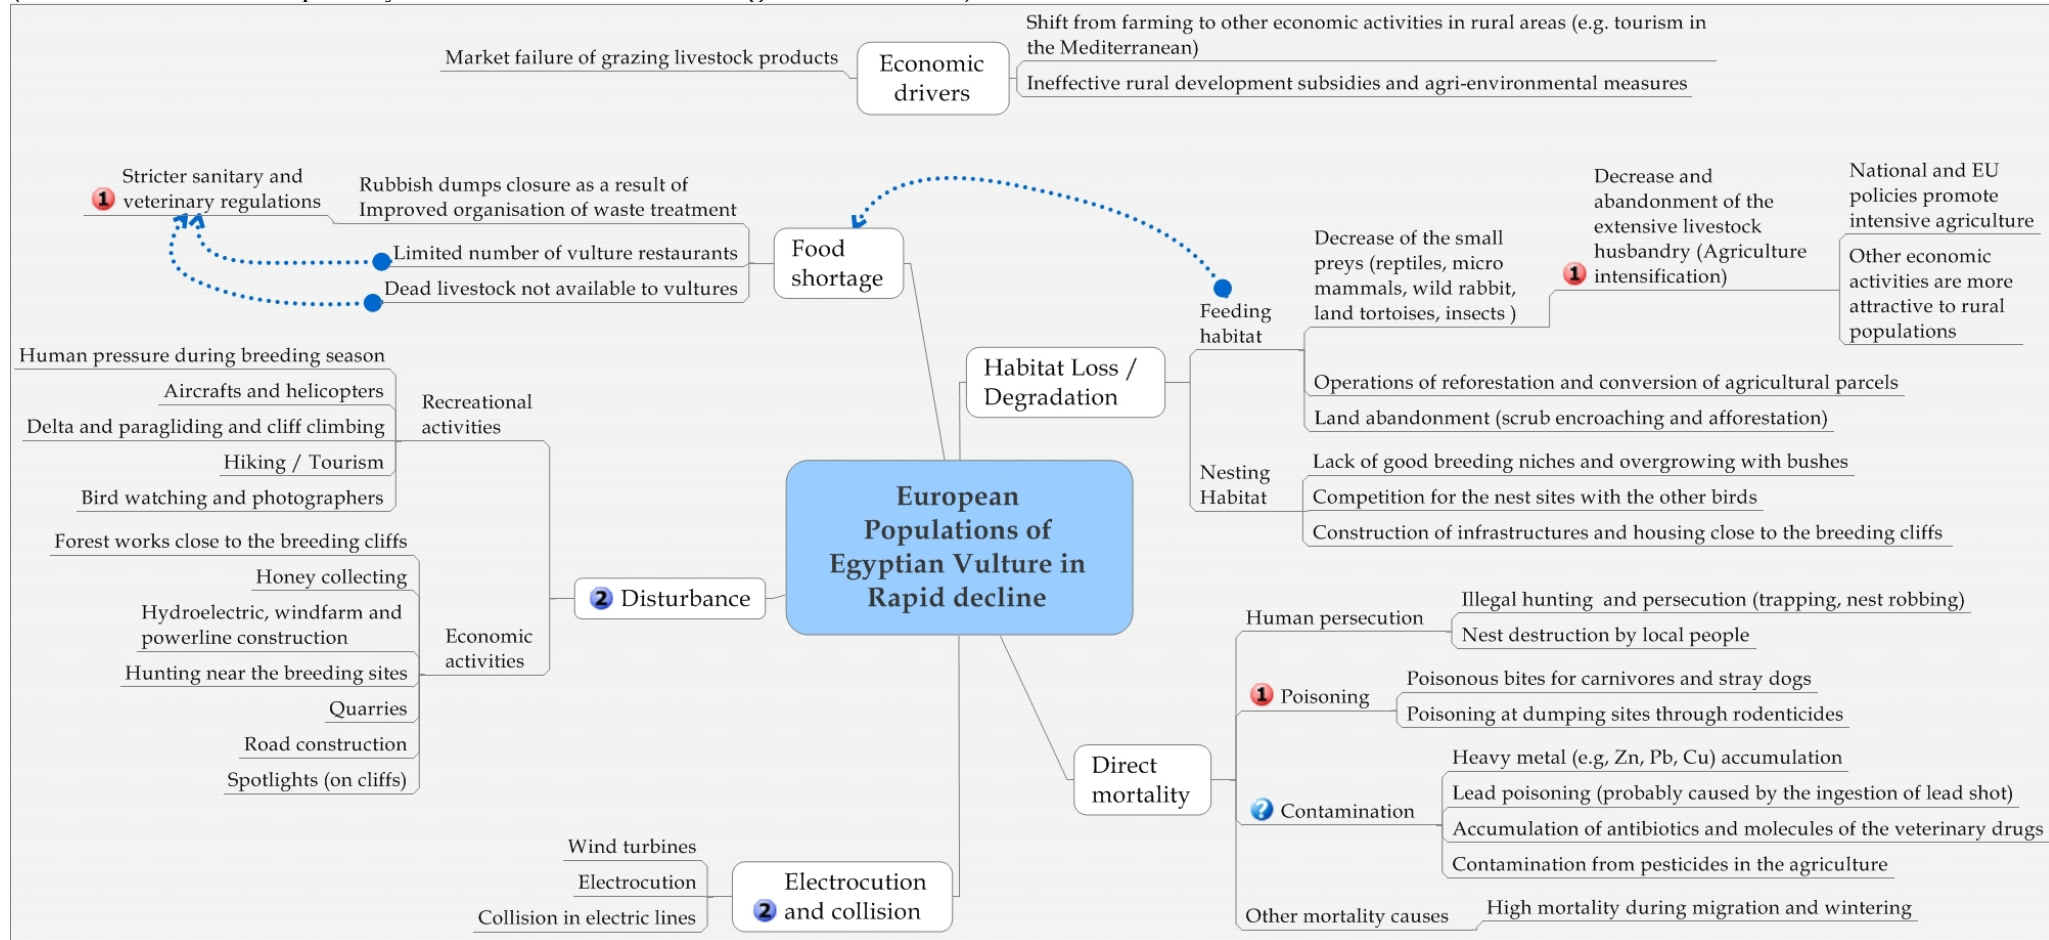 Market failure of grazing livestock products
Economic
drivers
Shift from farming to other economic activities in rural areas (e.g. tourism in
the Mediterranean)
Ineffective rural development subsidies and agri-environmental measures
1
Stricter sanitary and
veterinary regulations
Rubbish dumps closure as a result of
Improved organisation of waste treatment
Limited number of vulture restaurants
Dead livestock not available to vultures
Food
shortage
Habitat Loss /
Degradation
Feeding
habitat
Decrease of the small
preys (reptiles, micro
mammals, wild rabbit,
land tortoises, insects )
1
Decrease and
abandonment of the
extensive livestock
husbandry (Agriculture
intensification)
National and EU
policies promote
intensive agriculture
Other economic
activities are more
attractive to rural
populations
Operations of reforestation and conversion of agricultural parcels
Land abandonment (scrub encroaching and afforestation)
Nesting
Habitat
Lack of good breeding niches and overgrowing with bushes
Competition for the nest sites with the other birds
Construction of infrastructures and housing close to the breeding cliffs
Human pressure during breeding season
Aircrafts and helicopters
Delta and paragliding and cliff climbing
Hiking / Tourism
Bird watching and photographers
Recreational
activities
Forest works close to the breeding cliffs
Honey collecting
Hydroelectric, windfarm and
powerline construction
Hunting near the breeding sites
Quarries
Road construction
Spotlights (on cliffs)
Economic
activities
2 Disturbance
European
Populations of
Egyptian Vulture in
Rapid decline
Direct
mortality
Human persecution
Illegal hunting and persecution (trapping, nest robbing)
Nest destruction by local people
1 Poisoning
Poisonous bites for carnivores and stray dogs
Poisoning at dumping sites through rodenticides
? Contamination
Heavy metal (e.g, Zn, Pb, Cu) accumulation
Lead poisoning (probably caused by the ingestion of lead shot)
Accumulation of antibiotics and molecules of the veterinary drugs
Contamination from pesticides in the agriculture
Other mortality causes
High mortality during migration and wintering
Wind turbines
Electrocution
Collision in electric lines
Electrocution
2 and collision